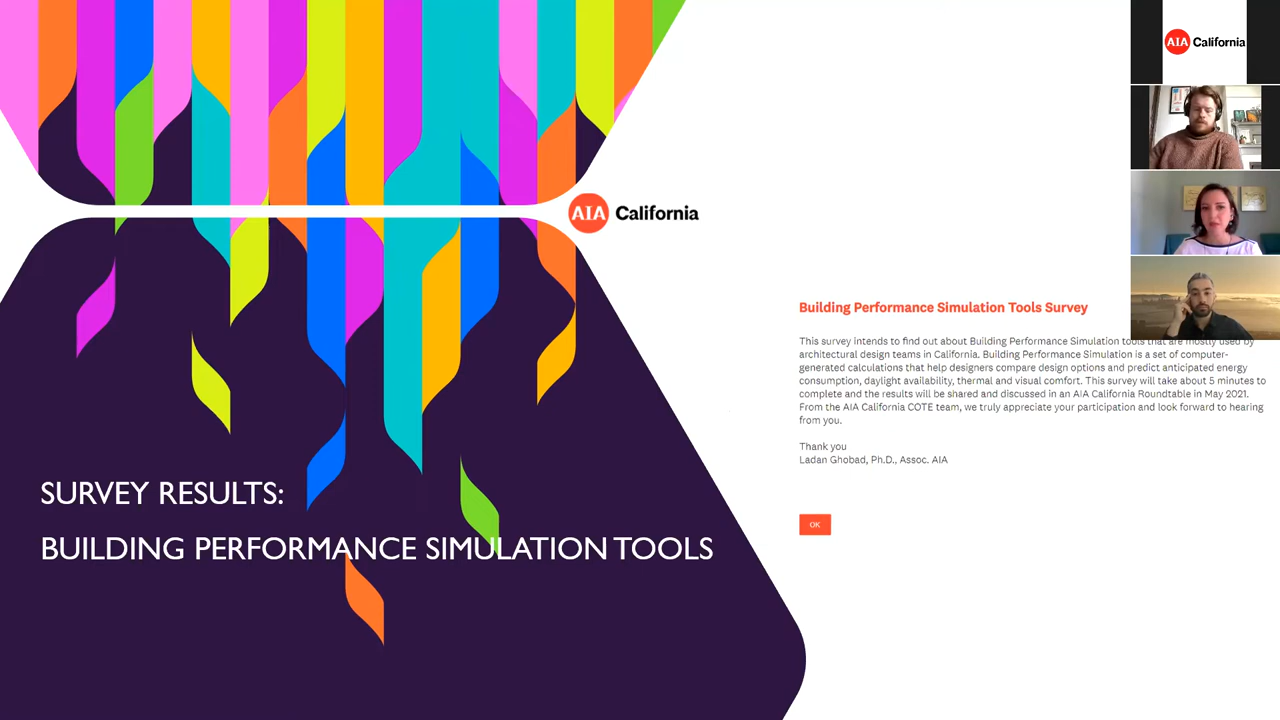 AIA California
AIA California
Building Performance Simulation Tools Survey
This survey intends to find out about Building Performance Simulation tools that are mostly used by
architectural design teams in California. Building Performance Simulation is a set of computer-
generated calculations that help designers compare design options and predict anticipated energy
consumption, daylight availability, thermal and visual comfort. This survey will take about 5 minutes to
complete and the results will be shared and discussed in an AIA California Roundtable in May 2021.
From the AIA California COTE team, we truly appreciate your participation and look forward to hearing
from you.
Thank you
Ladan Ghobad, Ph.D., Assoc. AIA
OK
SURVEY RESULTS:
BUILDING PERFORMANCE SIMULATION TOOLS